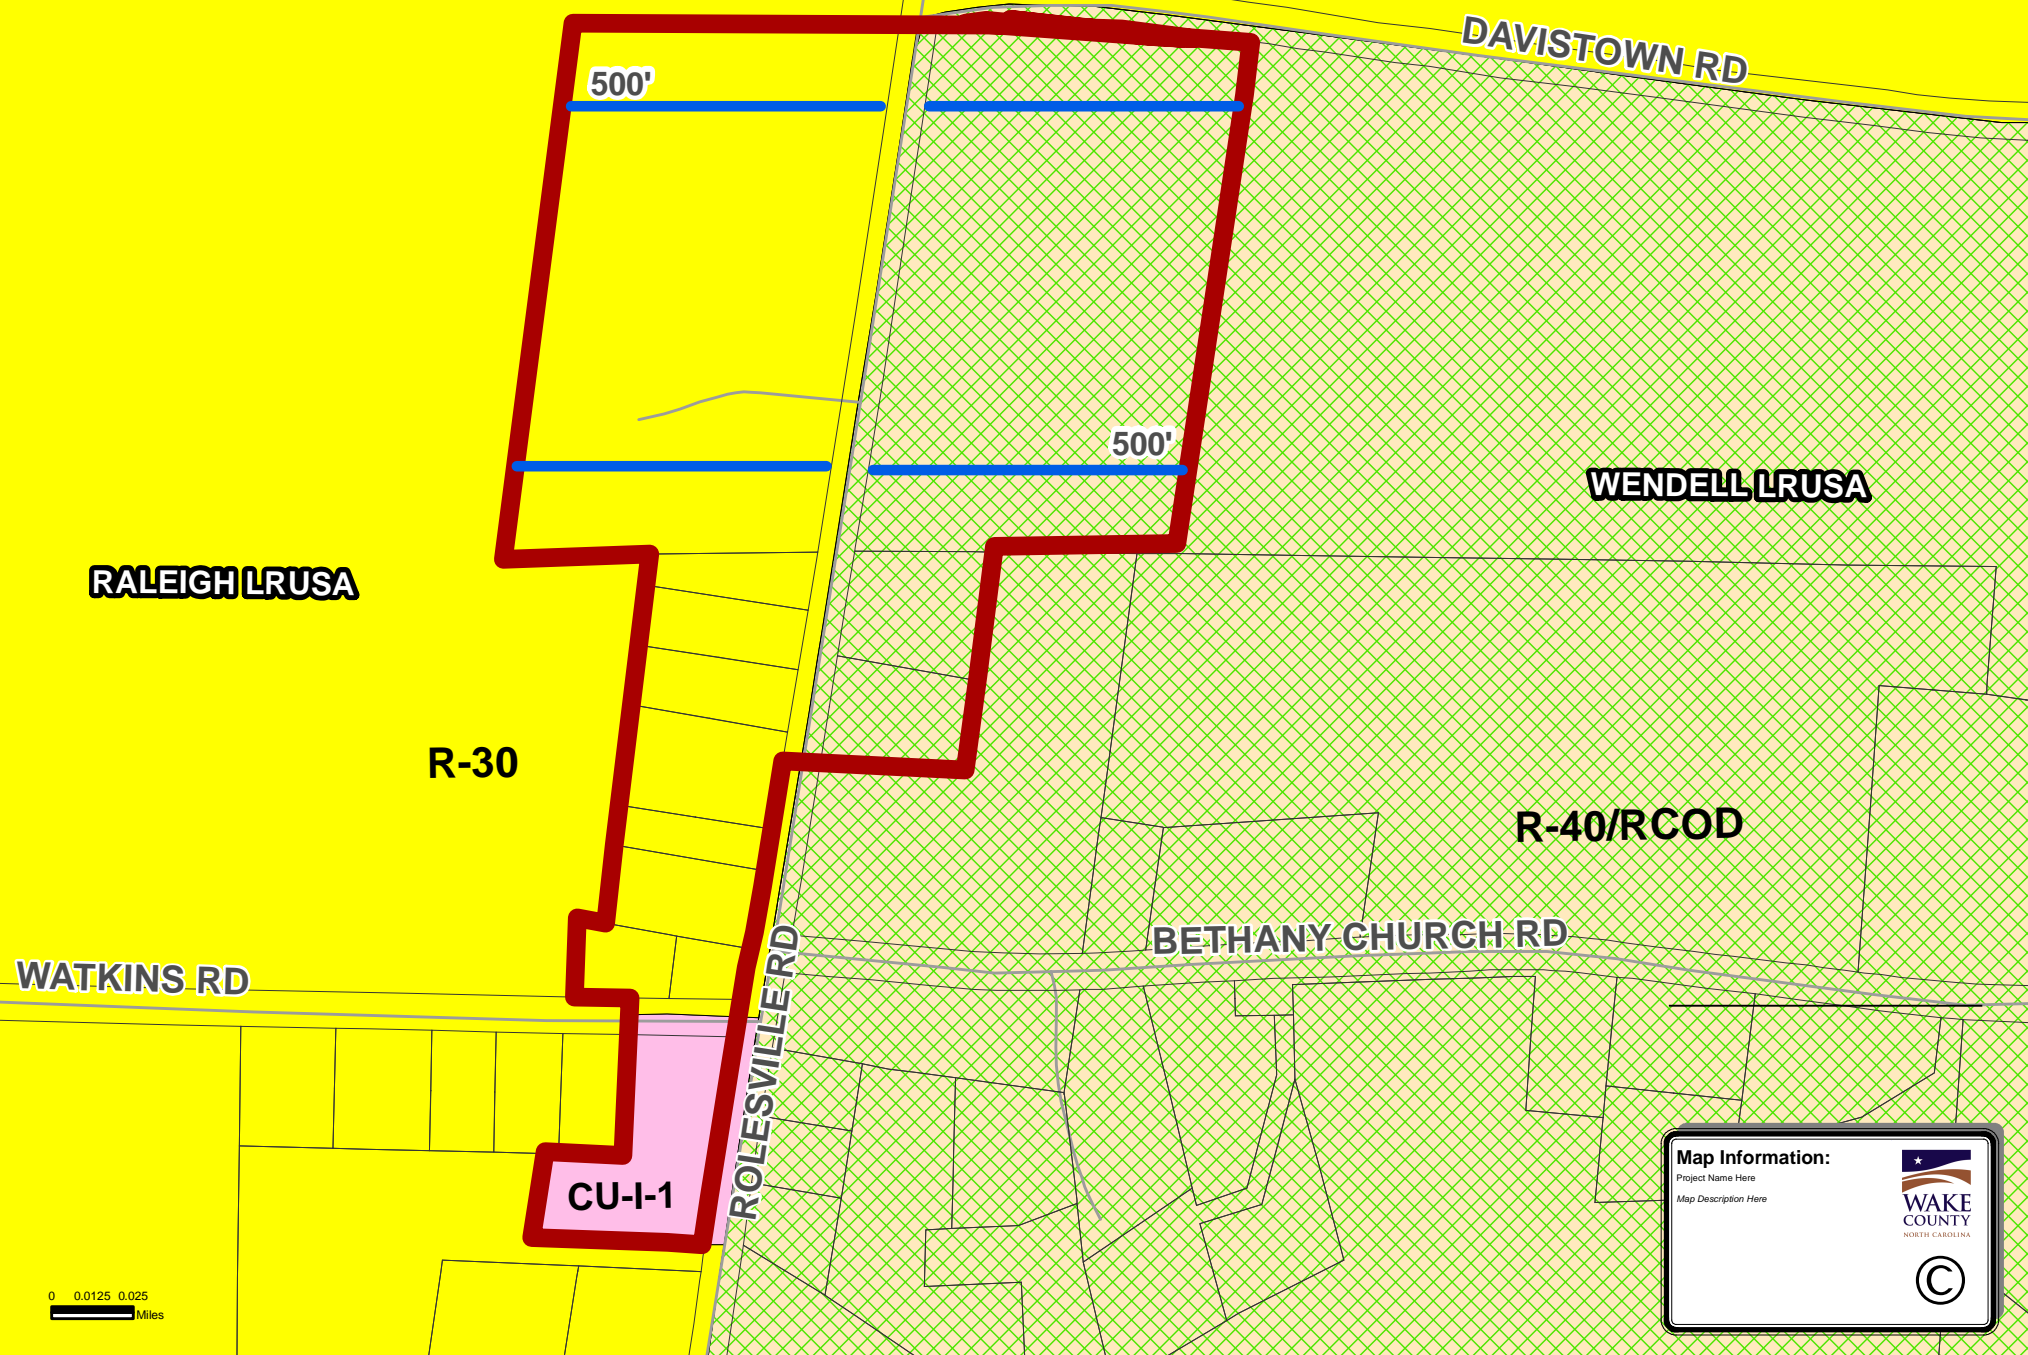 DAVISTOWN RD
500'
500'
WENDELL LRUSA
RALEIGH LRUSA
R-30
R-40/RCOD
BETHANY CHURCH RD
WATKINS RD
ROLESVILLE RD
CU-I-1
Map Information:
Project Name Here
Map Description Here
WAKE
COUNTY
NORTH CAROLINA
©
0 0.0125 0.025
Miles